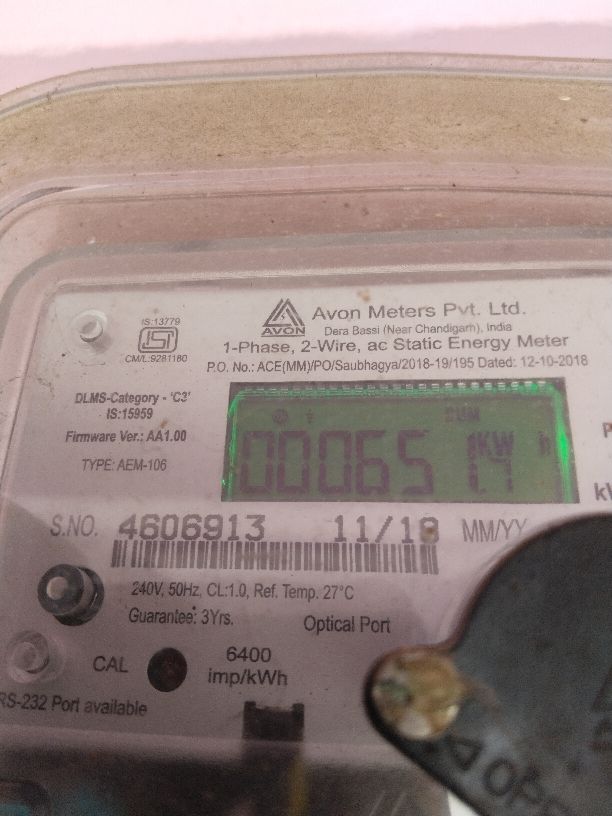 IS:13779
ISI
CM/L:9281180
AVON
Avon Meters Pvt. Ltd.
Dera Bassi (Near Chandigarh), India
1-Phase, 2-Wire, ac Static Energy Meter
P.O. No.: ACE(MM)/PO/Saubhagya/2018-19/195 Dated: 12-10-2018
DLMS-Category - 'C3'
IS:15959
Firmware Ver.: AA1.00
TYPE: AEM-106
CUM
KW h
S.NO. 4606913 11/18 MM/YY
240V, 50Hz, CL:1.0, Ref. Temp. 27°C
Guarantee: 3Yrs.
Optical Port
CAL
6400
imp/kWh
RS-232 Port available